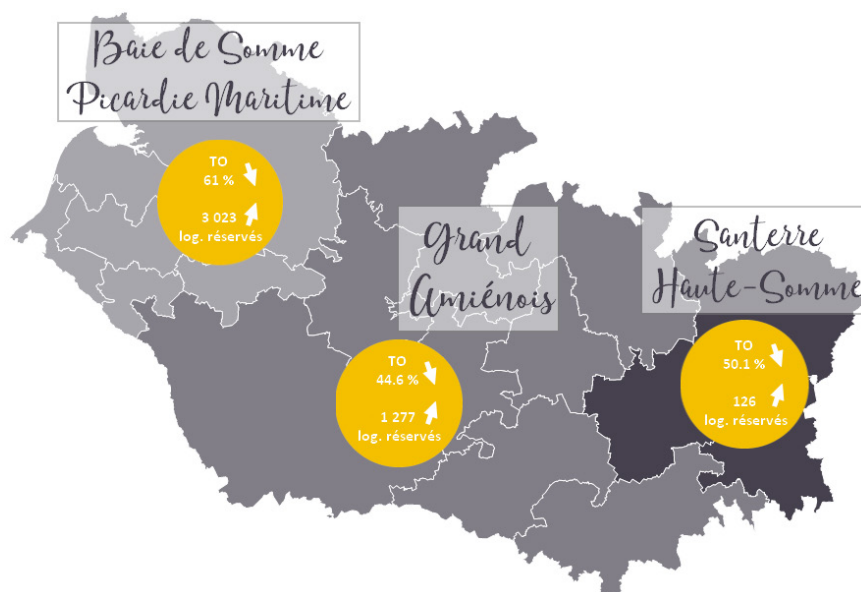 Baie de Somme
Picardie Maritime
TO
61 %
3 023
log. réservés
Grand
Amiénois
TO
44.6 %
1 277
log. réservés
Santerre
Haute-Somme
TO
50.1 %
126
log. réservés